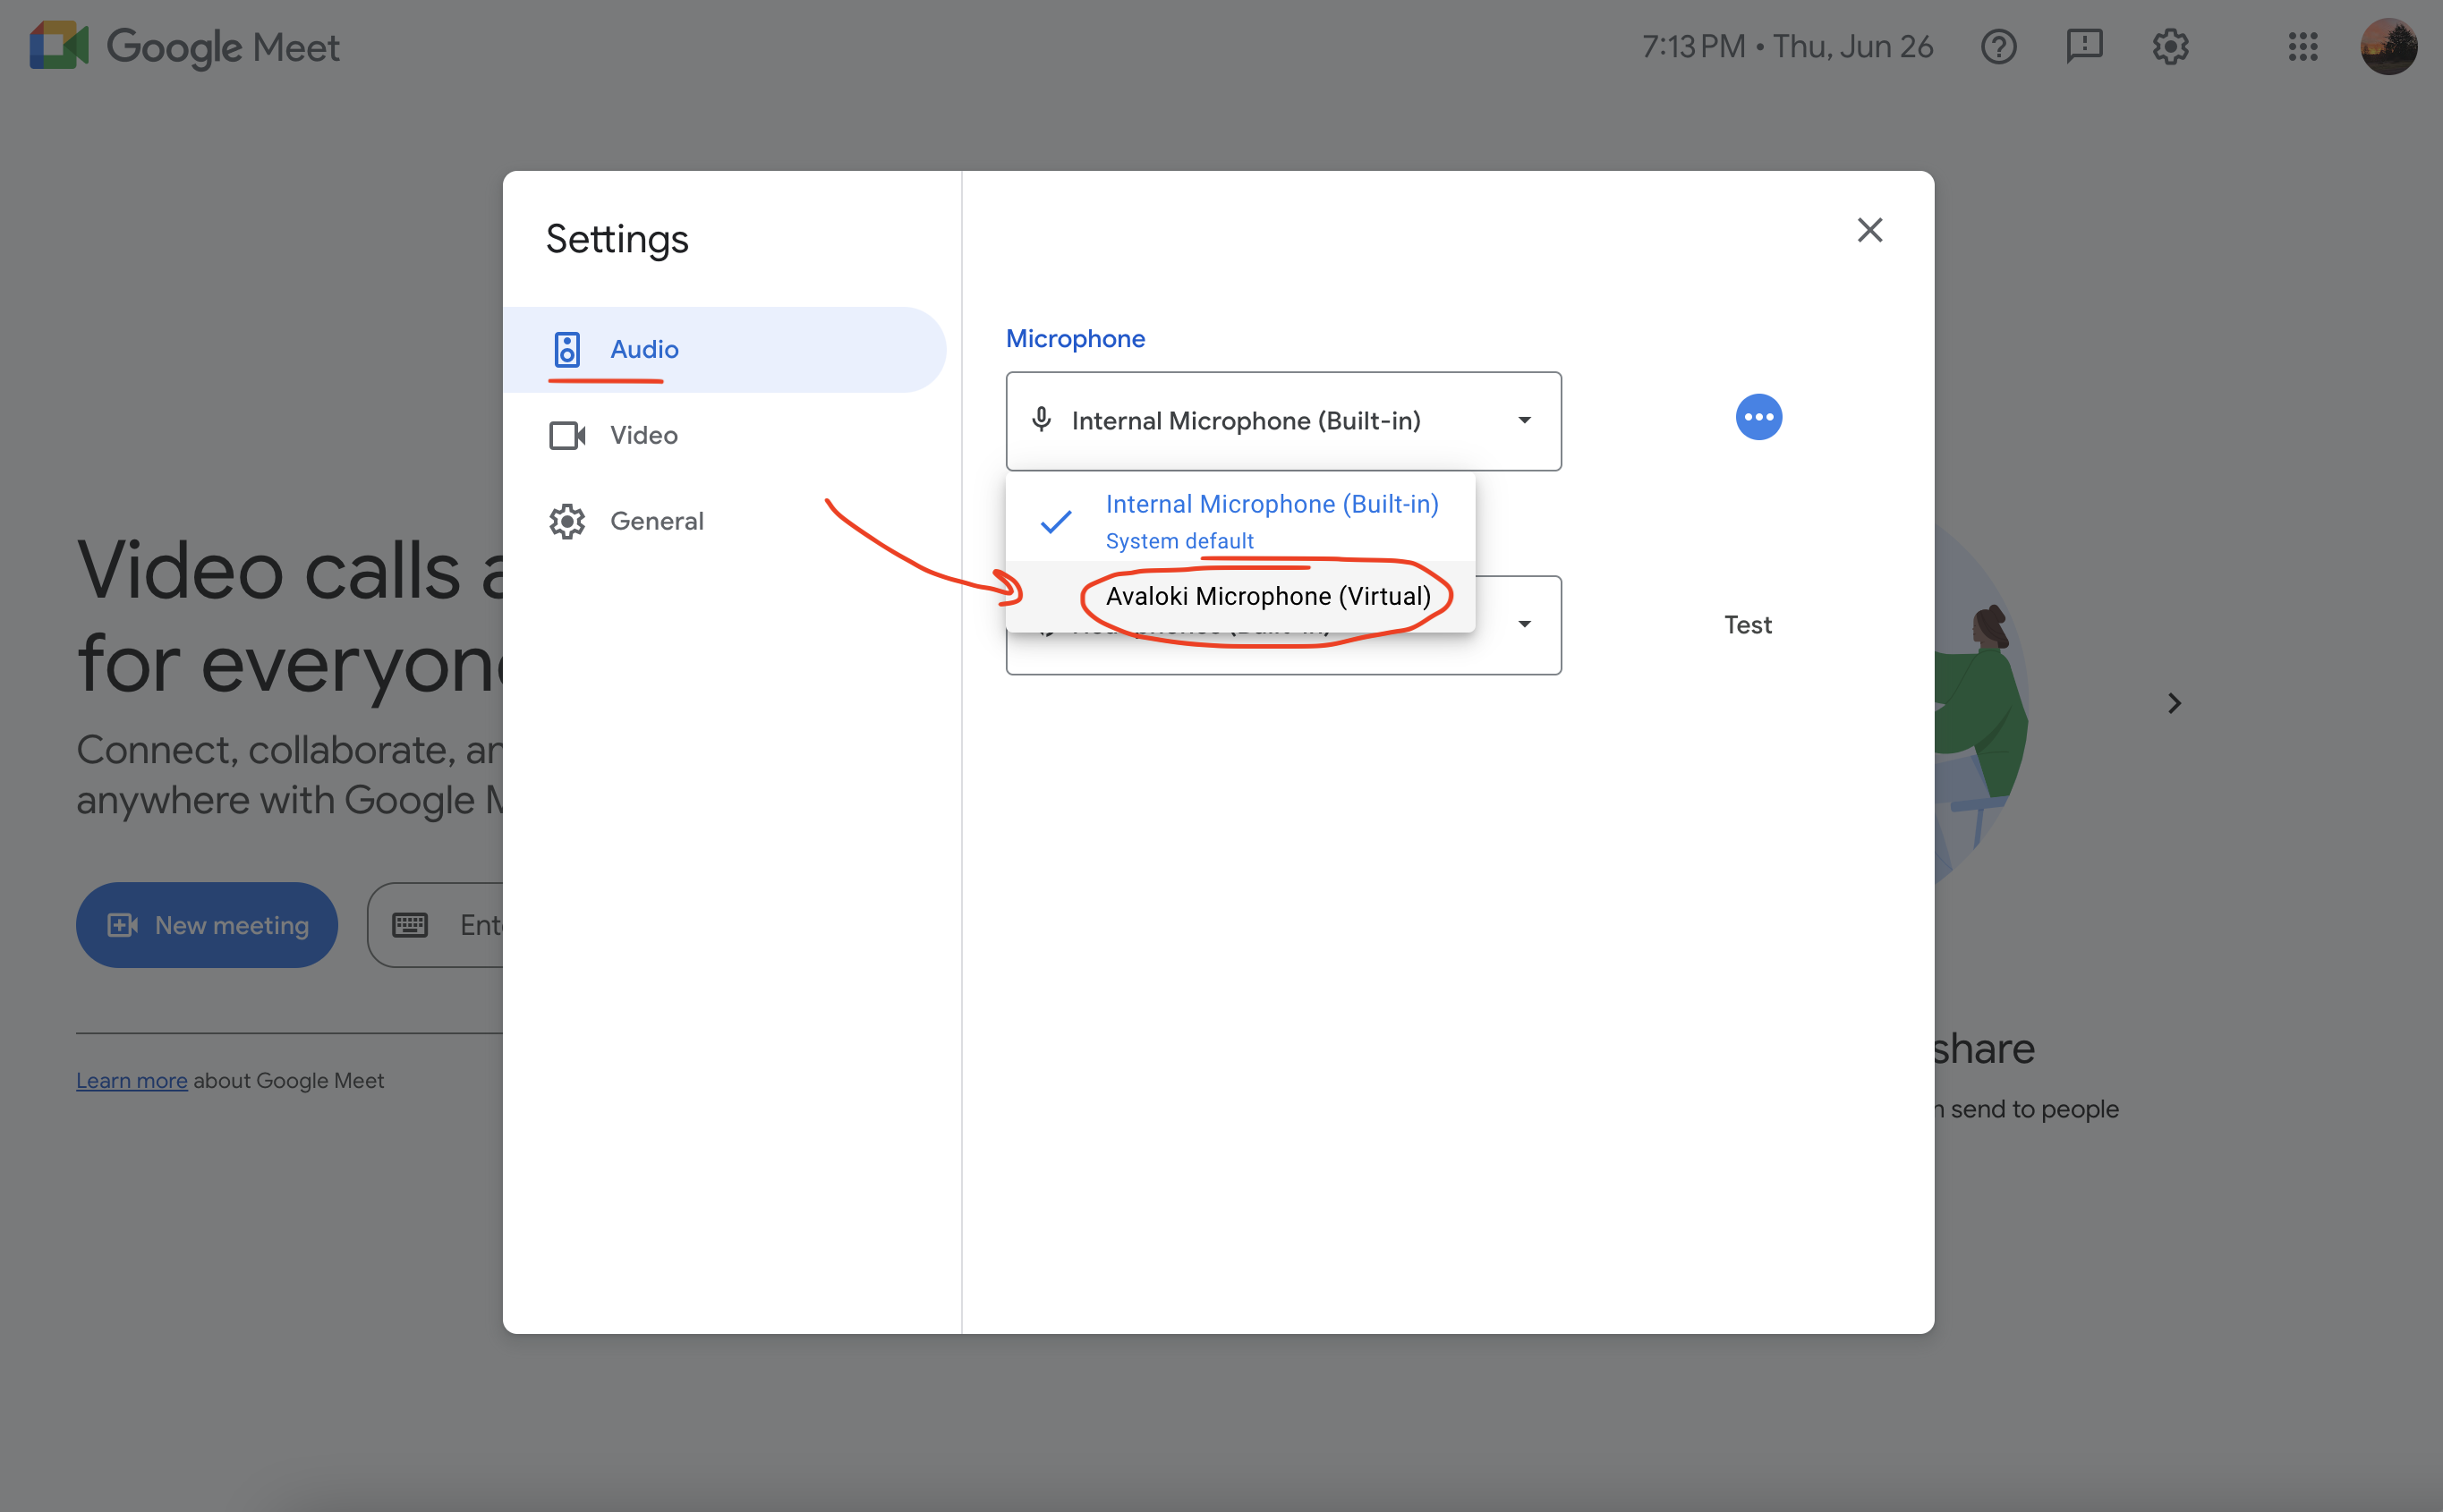 Google Meet
7:13 PM • Thu, Jun 26
Settings
Audio
Video
General
Microphone
Internal Microphone (Built-in)
Internal Microphone (Built-in)
System default
Avaloki Microphone (Virtual)
Test
Video calls
for everyon
Connect, collaborate, an
anywhere with Google M
New meeting
Ent
Learn more about Google Meet
share
n send to people